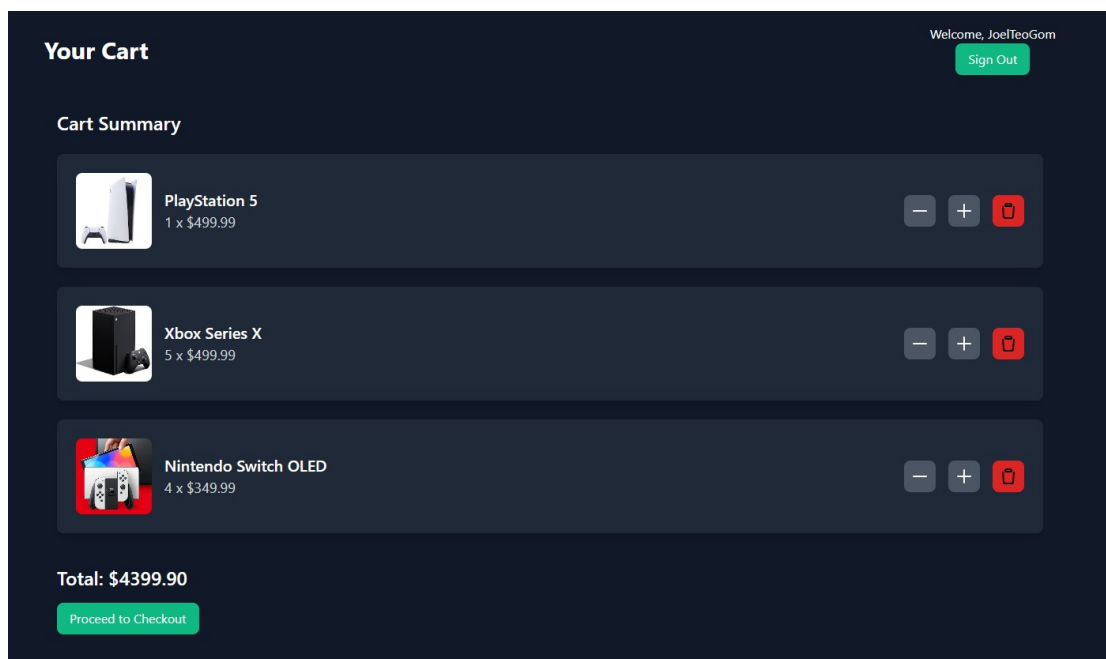 Your Cart
Welcome, JoelTeoGom
Sign Out
Cart Summary
PlayStation 5
1 x $499.99
Xbox Series X
5 x $499.99
Nintendo Switch OLED
4 x $349.99
Total: $4399.90
Proceed to Checkout